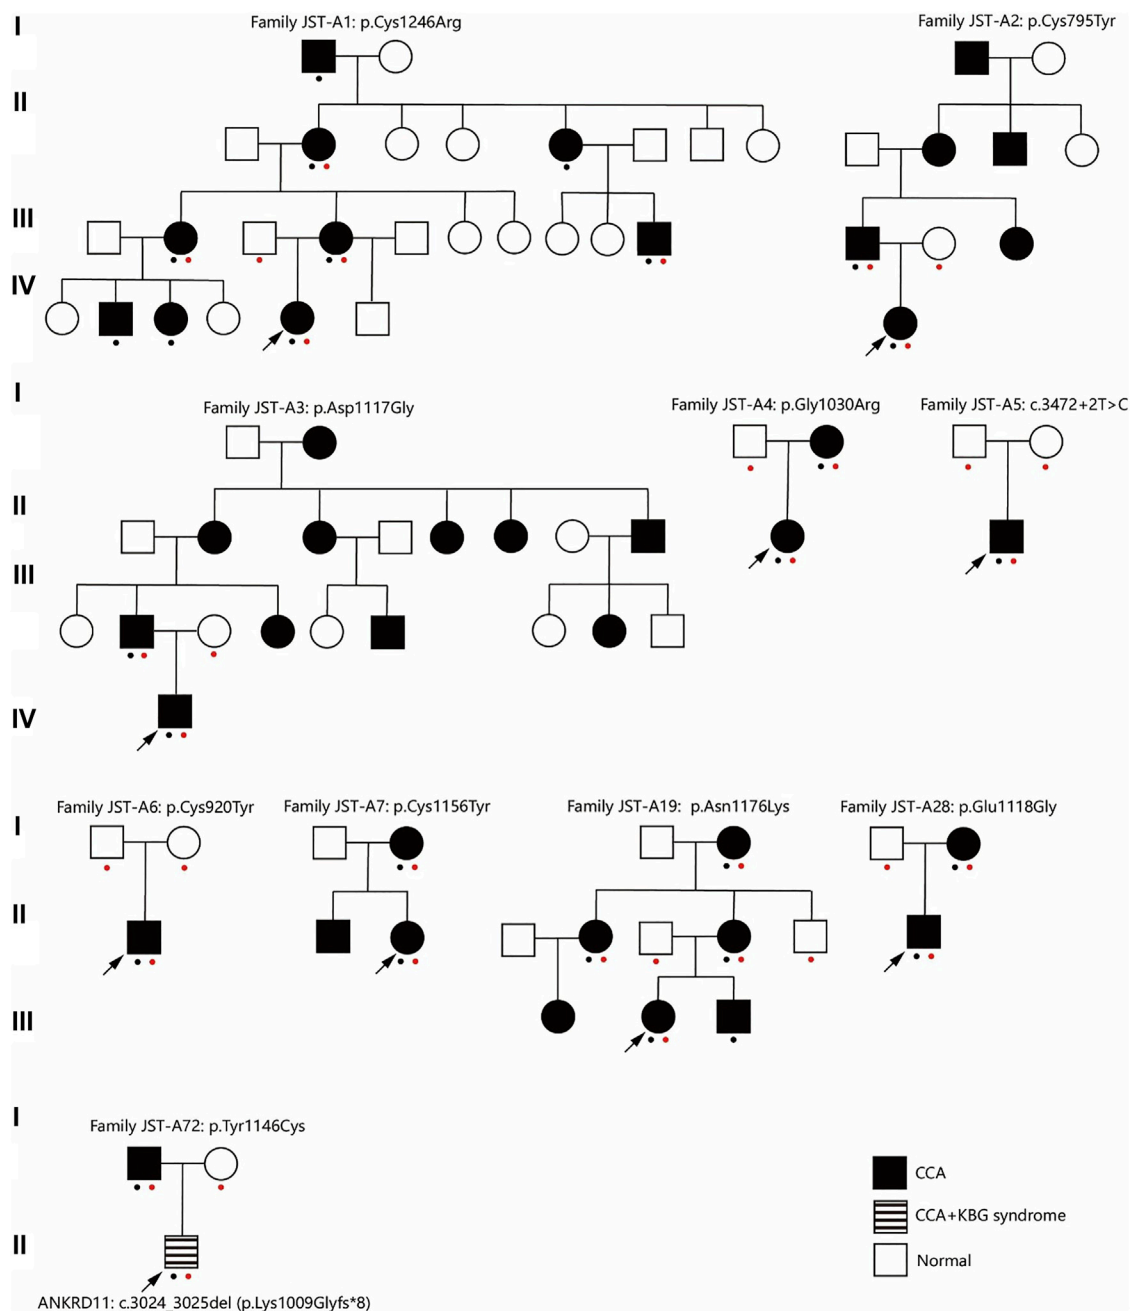 I
Family JST-A1: p.Cys1246Arg
Family JST-A2: p.Cys795Tyr
II
III
IV
I
Family JST-A3: p.Asp1117Gly
Family JST-A4: p.Gly1030Arg
Family JST-A5: c.3472+2T>C
II
III
IV
I
Family JST-A6: p.Cys920Tyr
Family JST-A7: p.Cys1156Tyr
Family JST-A19: p.Asn1176Lys
Family JST-A28: p.Glu1118Gly
II
III
I
Family JST-A72: p.Tyr1146Cys
CCA
CCA+KBG syndrome
II
Normal
ANKRD11: c.3024_3025del (p.Lys1009Glyfs*8)